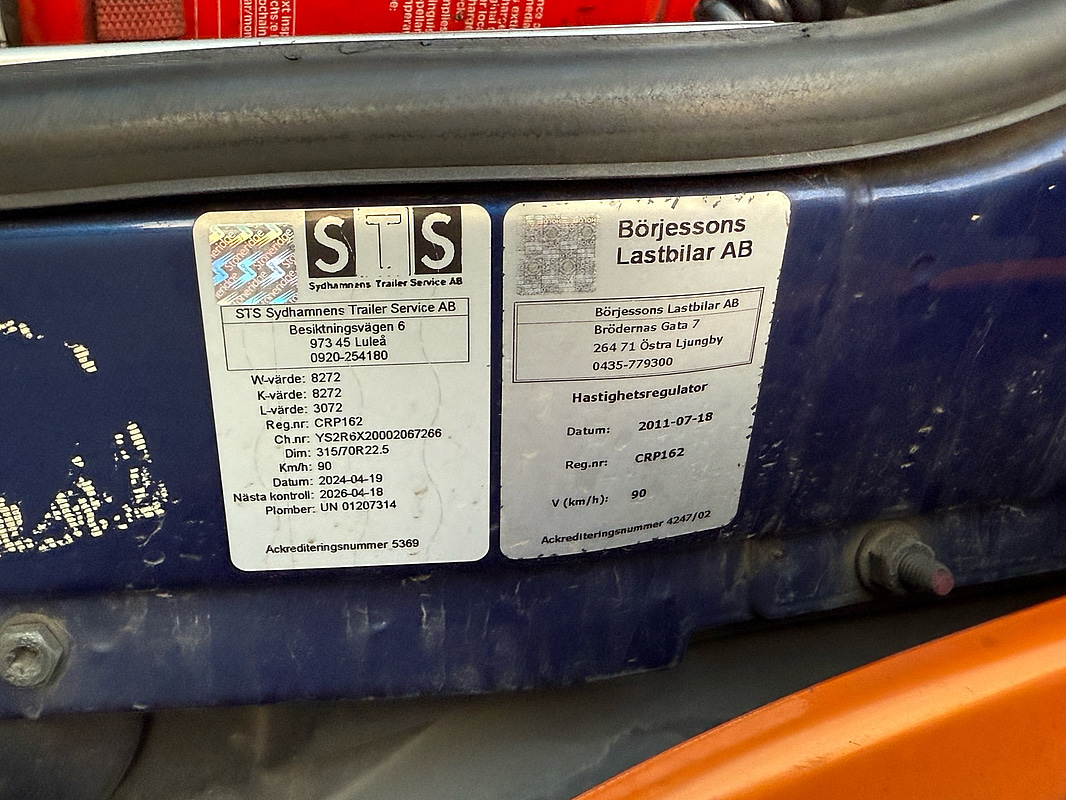 STS
Sydhamnens Trailer Service AB
STS Sydhamnens Trailer Service AB
Besiktningsvägen 6
973 45 Luleå
0920-254180
W-värde: 8272
K-värde: 8272
L-värde: 3072
Reg.nr: CRP162
Ch.nr: YS2R6X20002067266
Dim: 315/70R22.5
Km/h: 90
Datum: 2024-04-19
Nästa kontroll: 2026-04-18
Plomber: UN 01207314
Ackrediteringsnummer 5369
Stoneridge
Börjessons
Lastbilar AB
Börjessons Lastbilar AB
Brödernas Gata 7
264 71 Östra Ljungby
0435-779300
Hastighetsregulator
Datum: 2011-07-18
Reg.nr: CRP162
V (km/h): 90
Ackrediteringsnummer 4247/02